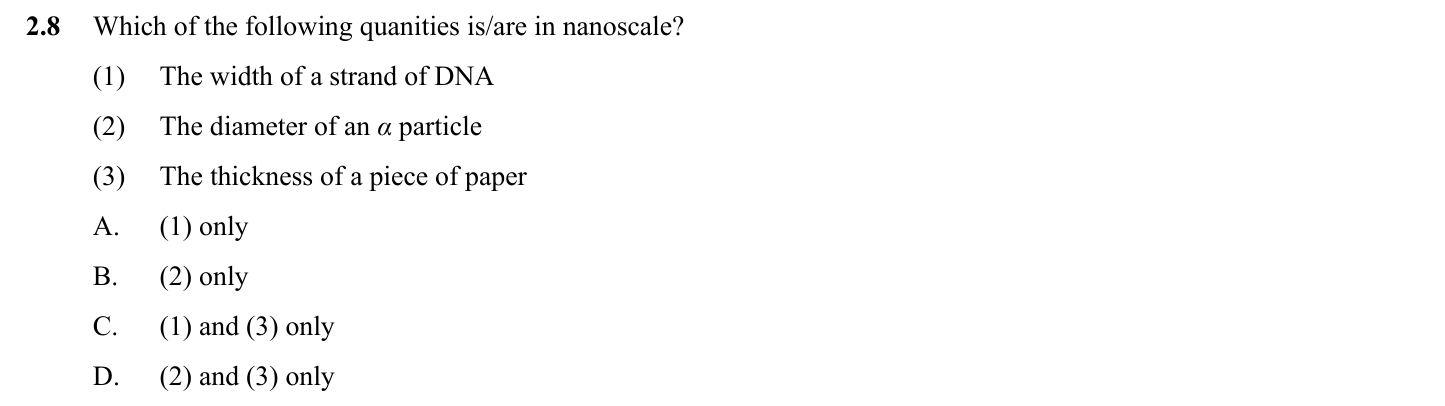 2.8 Which of the following quanities is/are in nanoscale?
(1) The width of a strand of DNA
(2) The diameter of an α particle
(3) The thickness of a piece of paper
A. (1) only
B. (2) only
C. (1) and (3) only
D. (2) and (3) only